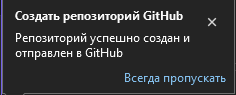 Создать репозиторий GitHub
Репозиторий успешно создан и
отправлен в GitHub
Всегда пропускать